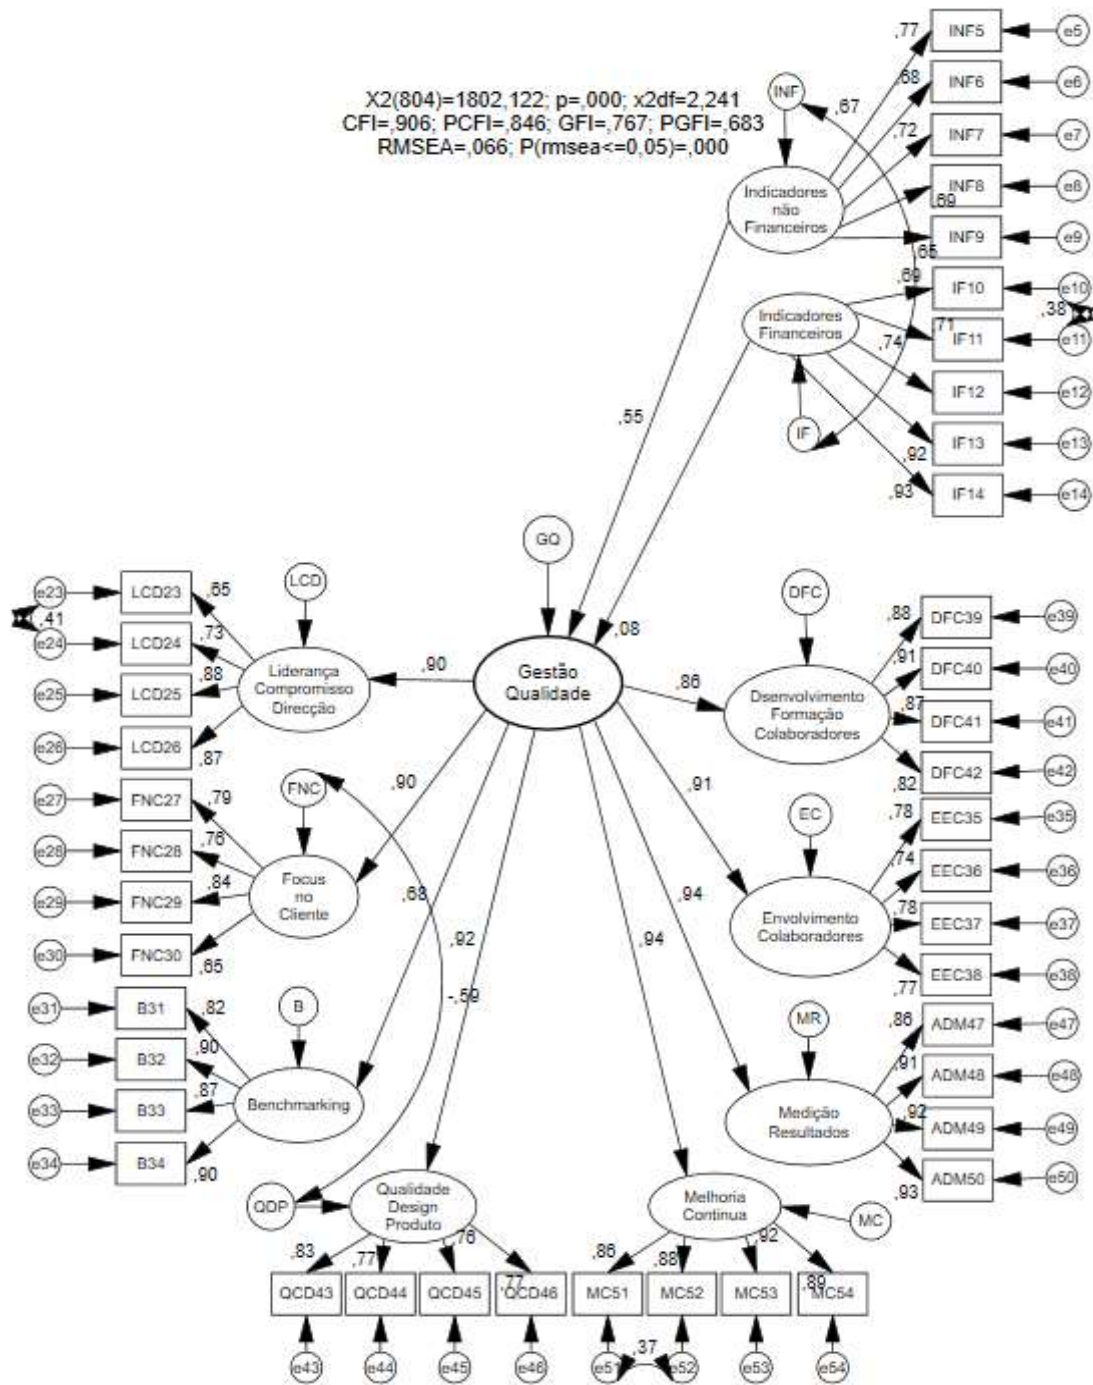 X2(804)=1802,122; p=,000; x2df=2,241
CFI=,906; PCFI=,846; GFI=,767; PGFI=,683
RMSEA=,066; P(rmsea<=0,05)=,000
INF
,67
,77
INF5
e5
,68
INF6
e6
,72
INF7
e7
Indicadores
não
Financeiros
INF8
e8
,69
INF9
e9
,65
,69
IF10
e10
,38
Indicadores
Financeiros
,71
IF11
e11
,74
IF12
e12
,55
IF
IF13
e13
,92
,93
IF14
e14
GQ
,08
e23
LCD23
,65
LCD
,41
e24
LCD24
,73
e25
LCD25
,88
Liderança
Compromisso
Direcção
e26
LCD26
,87
,90
Gestão
Qualidade
,86
DFC
Dsenvolvimento
Formação
Colaboradores
,88
DFC39
e39
,91
DFC40
e40
,87
DFC41
e41
,82
DFC42
e42
e27
FNC27
,79
FNC
,90
e28
FNC28
,76
e29
FNC29
,84
Focus
no
Cliente
e30
FNC30
,65
,91
EC
Envolvimento
Colaboradores
,78
EEC35
e35
,74
EEC36
e36
,78
EEC37
e37
,77
EEC38
e38
,68
,92
,94
,94
-,59
e31
B31
,82
B
e32
B32
,90
e33
B33
,87
Benchmarking
e34
B34
,90
MR
Medição
Resultados
,86
ADM47
e47
,91
ADM48
e48
,92
ADM49
e49
,93
ADM50
e50
QDP
Qualidade
Design
Produto
Melhoria
Continua
MC
,83
,77
,76
,77
,86
,88
,92
,89
QCD43
QCD44
QCD45
QCD46
MC51
MC52
MC53
MC54
,37
e43
e44
e45
e46
e51
e52
e53
e54